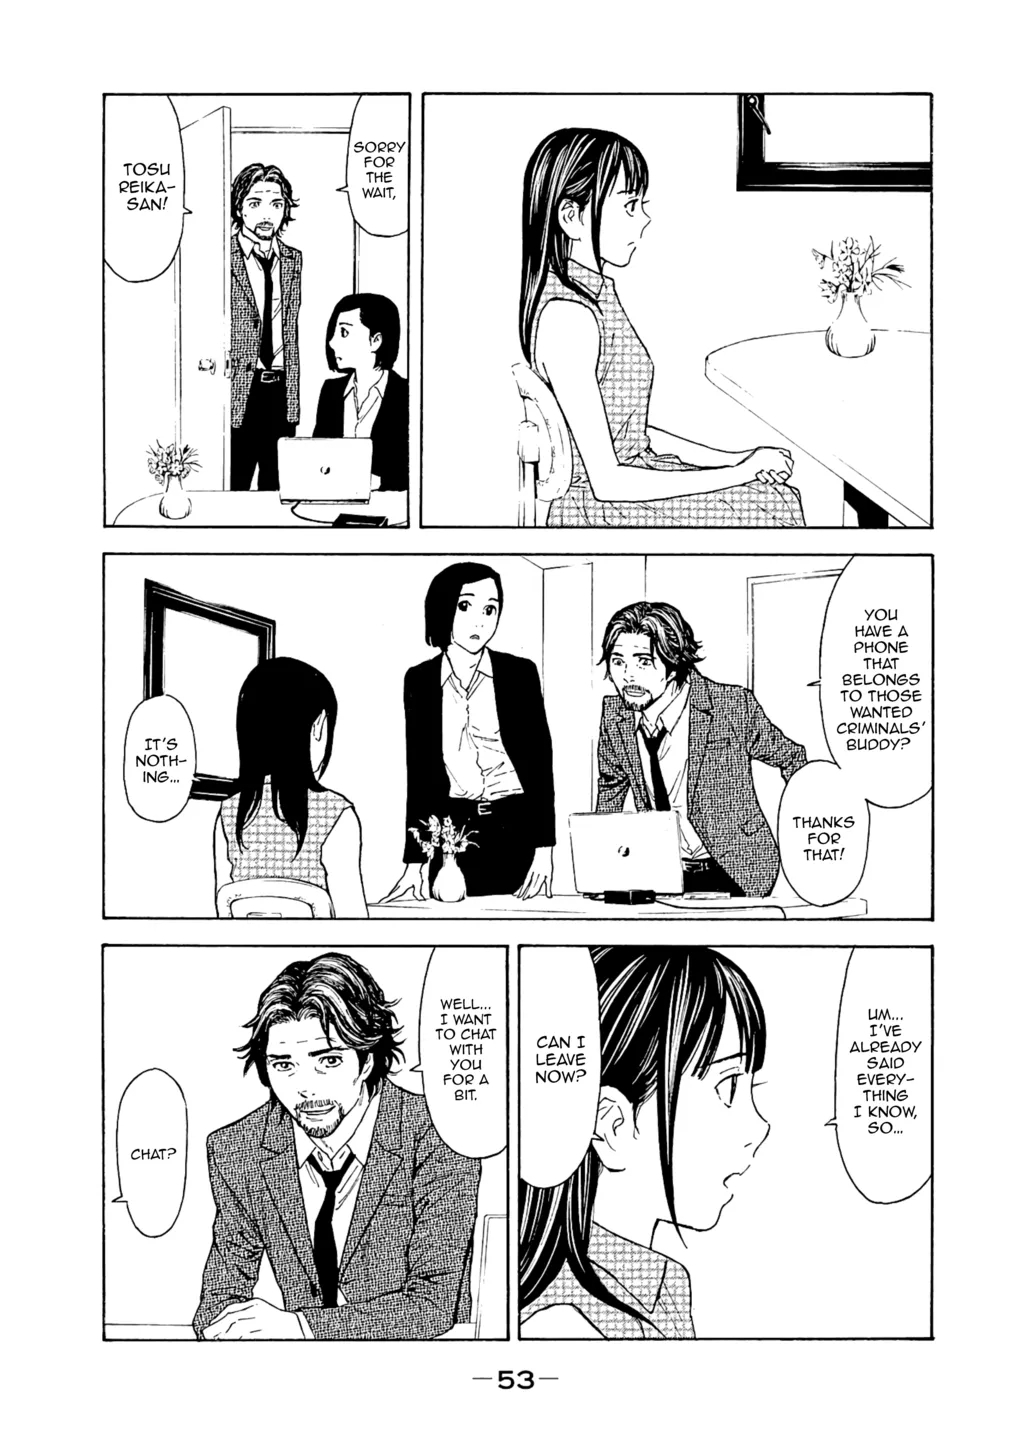 SORRY
FOR
THE
WAIT,
TOSU
REIKA-
SAN!
YOU
HAVE A
PHONE
THAT
BELONGS
TO THOSE
WANTED
CRIMINALS'
BUDDY?
THANKS
FOR
THAT!
IT'S
NOTH-
ING...
UM...
I'VE
ALREADY
SAID
EVERY-
THING
I KNOW,
SO...
CAN I
LEAVE
NOW?
WELL...
I WANT
TO CHAT
WITH
YOU
FOR A
BIT.
CHAT?
—53—